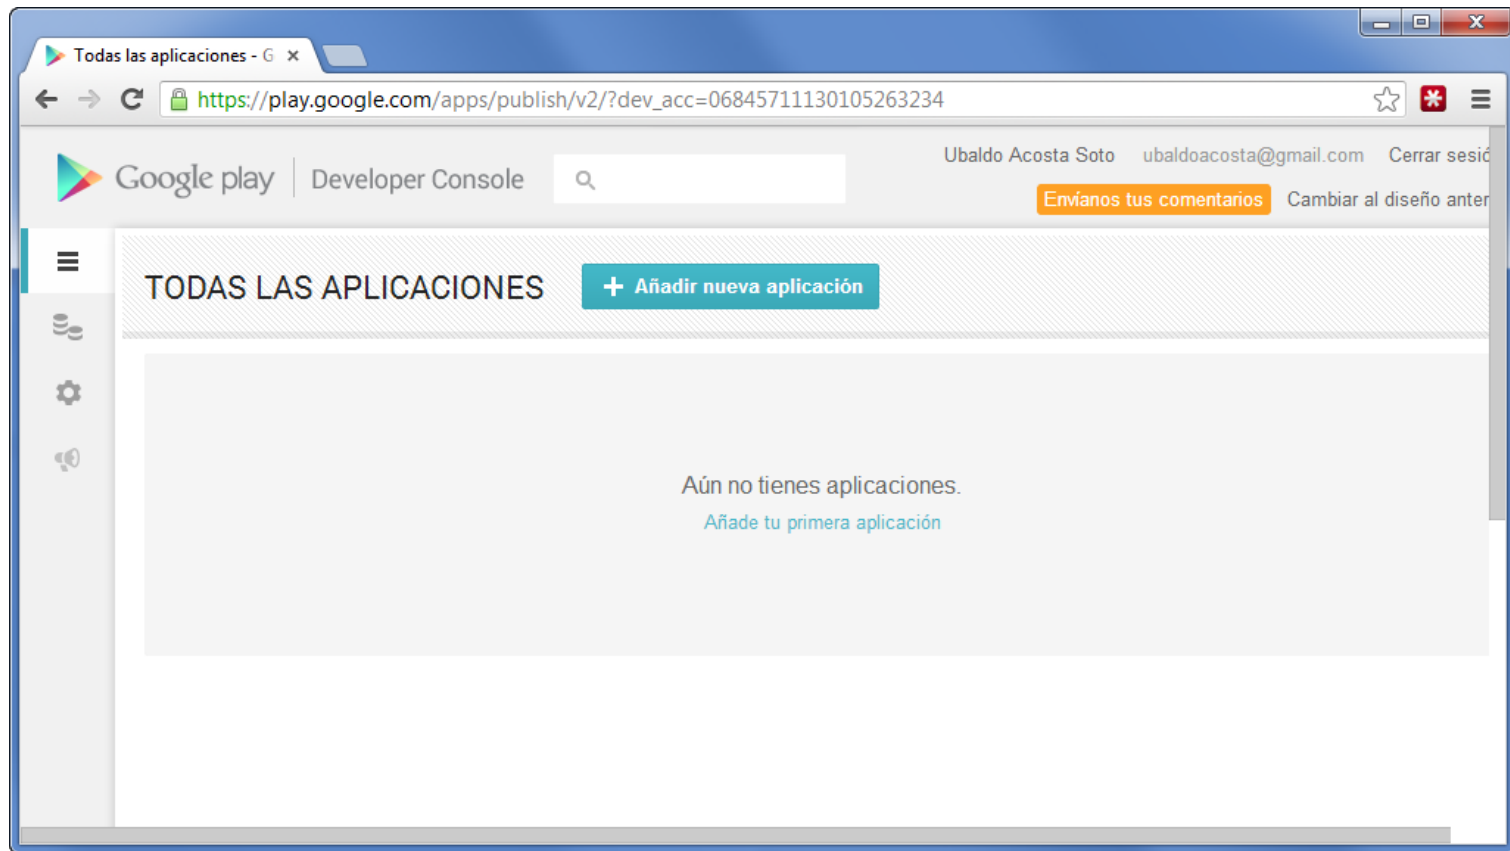 Todas las aplicaciones - G
https://play.google.com/apps/publish/v2/?dev_acc=06845711130105263234
Google play Developer Console
Ubaldo Acosta Soto ubaldoacosta@gmail.com Cerrar sesió
Envíanos tus comentarios Cambiar al diseño anter
TODAS LAS APLICACIONES + Añadir nueva aplicación
Aún no tienes aplicaciones.
Añade tu primera aplicación